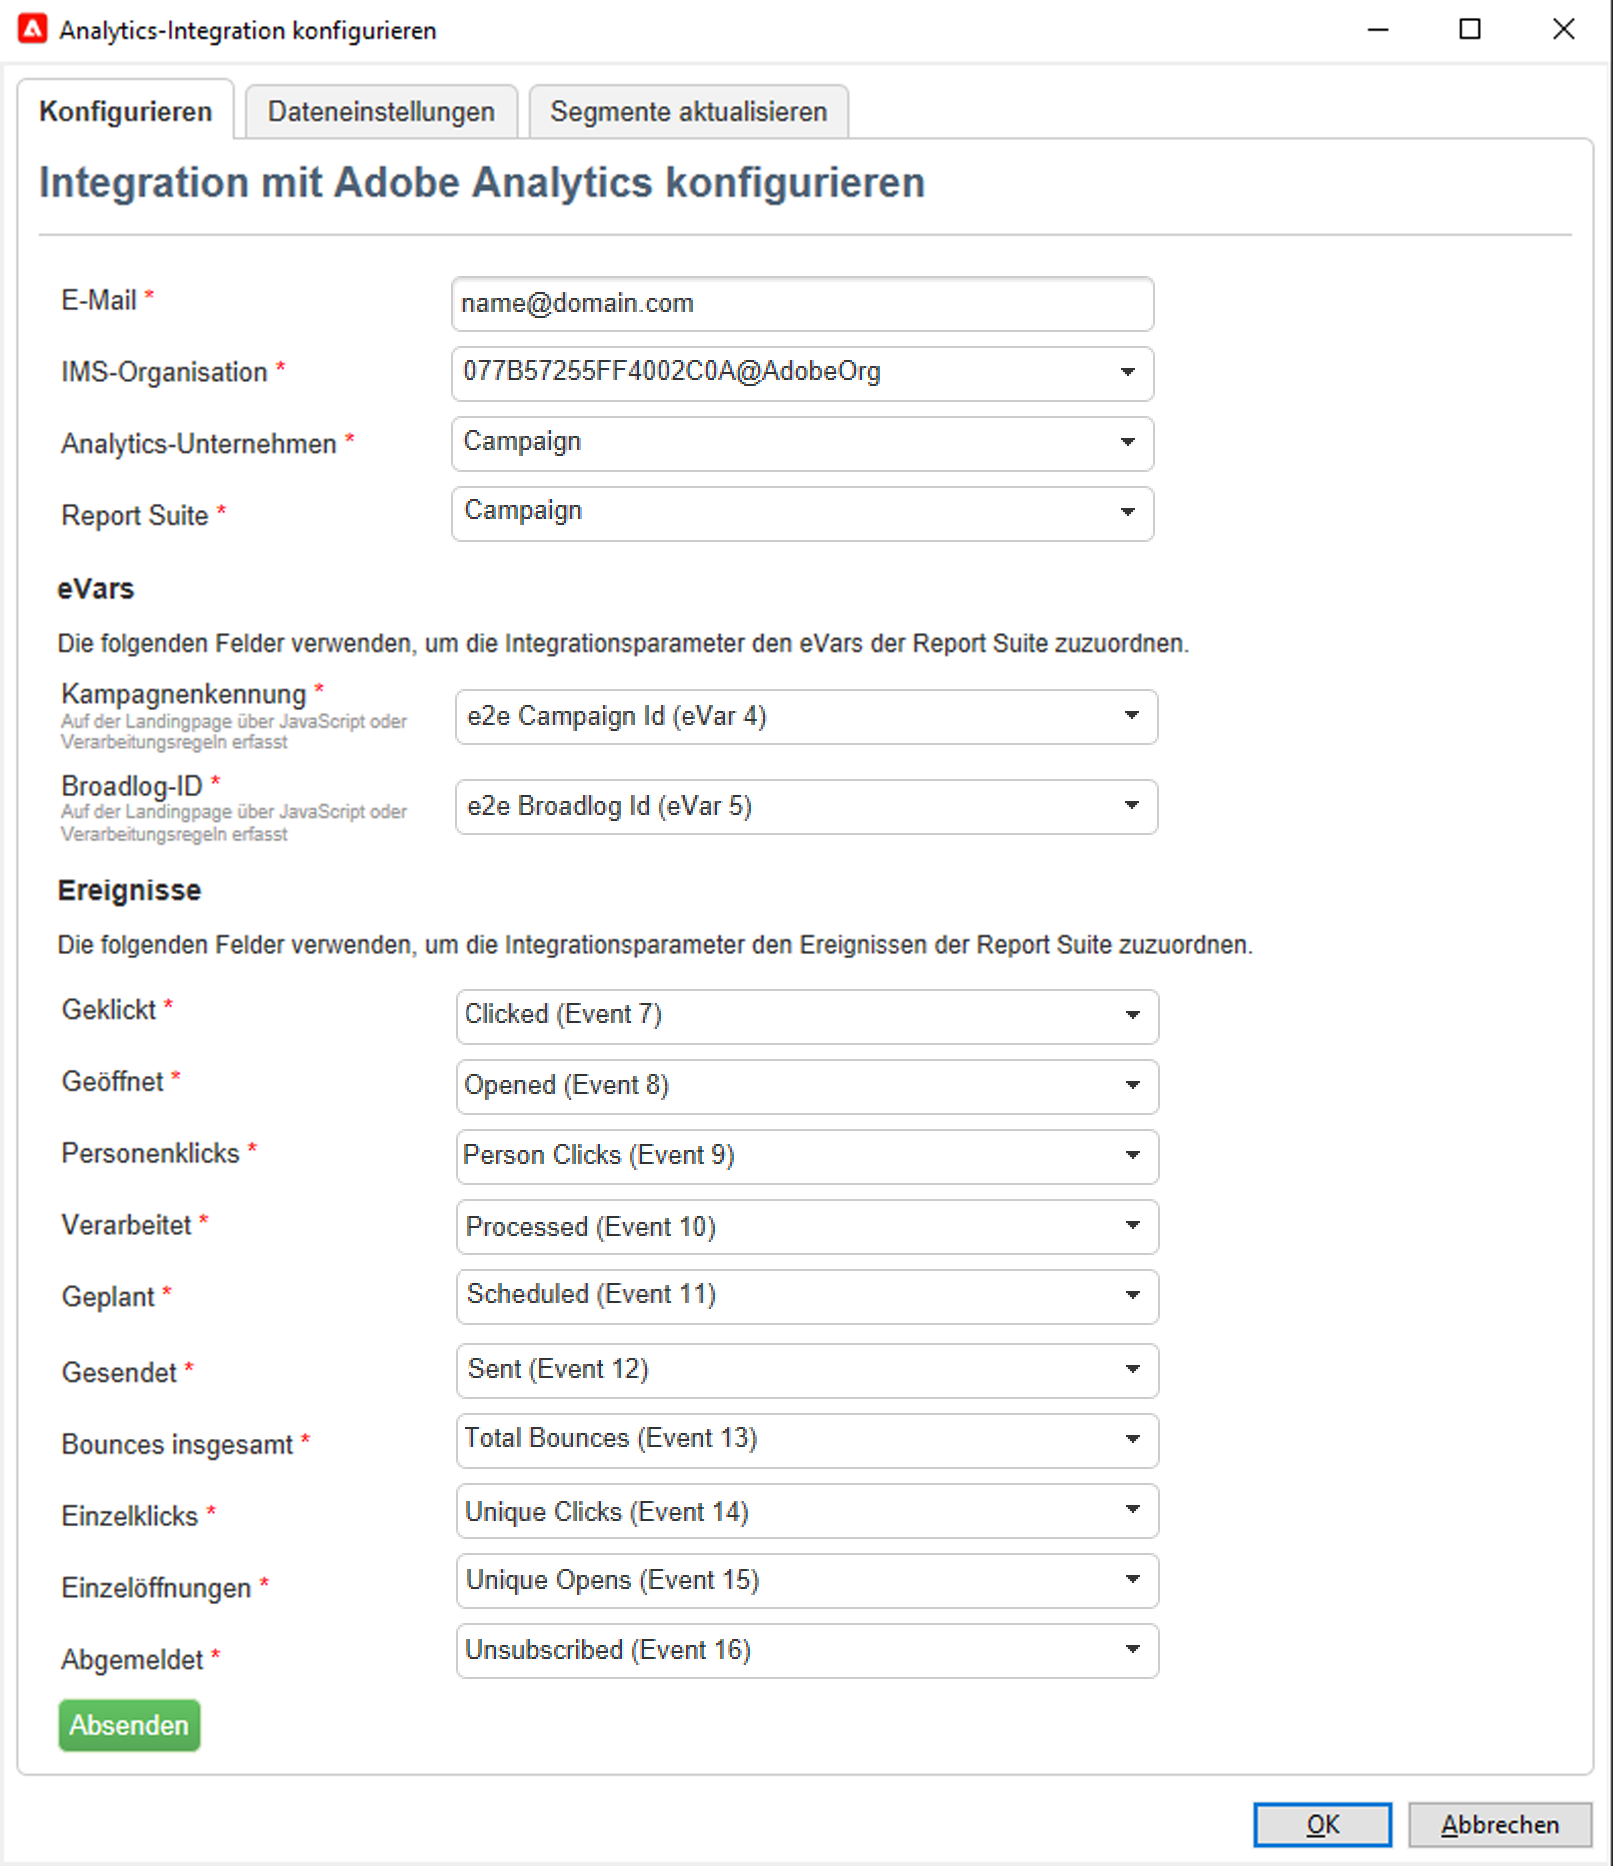 Analytics-Integration konfigurieren
Konfigurieren
Dateneinstellungen
Segmente aktualisieren
Integration mit Adobe Analytics konfigurieren
E-Mail *
name@domain.com
IMS-Organisation *
077B57255FF4002C0A@AdobeOrg
Analytics-Unternehmen *
Campaign
Report Suite *
Campaign
eVars
Die folgenden Felder verwenden, um die Integrationsparameter den eVars der Report Suite zuzuordnen.
Kampagnenkennung *
Auf der Landingpage über JavaScript oder
Verarbeitungsregeln erfasst
e2e Campaign Id (eVar 4)
Broadlog-ID *
Auf der Landingpage über JavaScript oder
Verarbeitungsregeln erfasst
e2e Broadlog Id (eVar 5)
Ereignisse
Die folgenden Felder verwenden, um die Integrationsparameter den Ereignissen der Report Suite zuzuordnen.
Geklickt *
Clicked (Event 7)
Geöffnet *
Opened (Event 8)
Personenklicks *
Person Clicks (Event 9)
Verarbeitet *
Processed (Event 10)
Geplant *
Scheduled (Event 11)
Gesendet *
Sent (Event 12)
Bounces insgesamt *
Total Bounces (Event 13)
Einzelklicks *
Unique Clicks (Event 14)
Einzelöffnungen *
Unique Opens (Event 15)
Abgemeldet *
Unsubscribed (Event 16)
Absenden
OK
Abbrechen